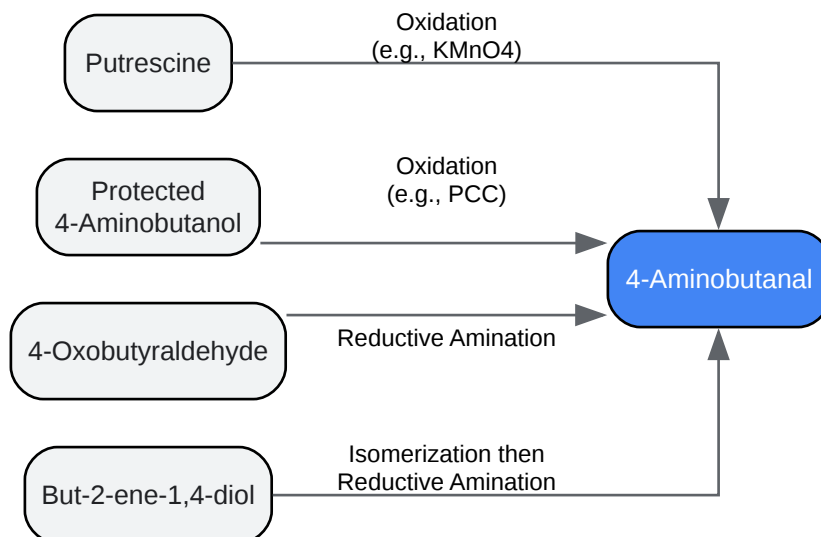 Oxidation
(e.g., KMnO4)
Putrescine
Protected
4-Aminobutanol
Oxidation
(e.g., PCC)
4-Aminobutanal
4-Oxobutyraldehyde
Reductive Amination
But-2-ene-1,4-diol
Isomerization then
Reductive Amination